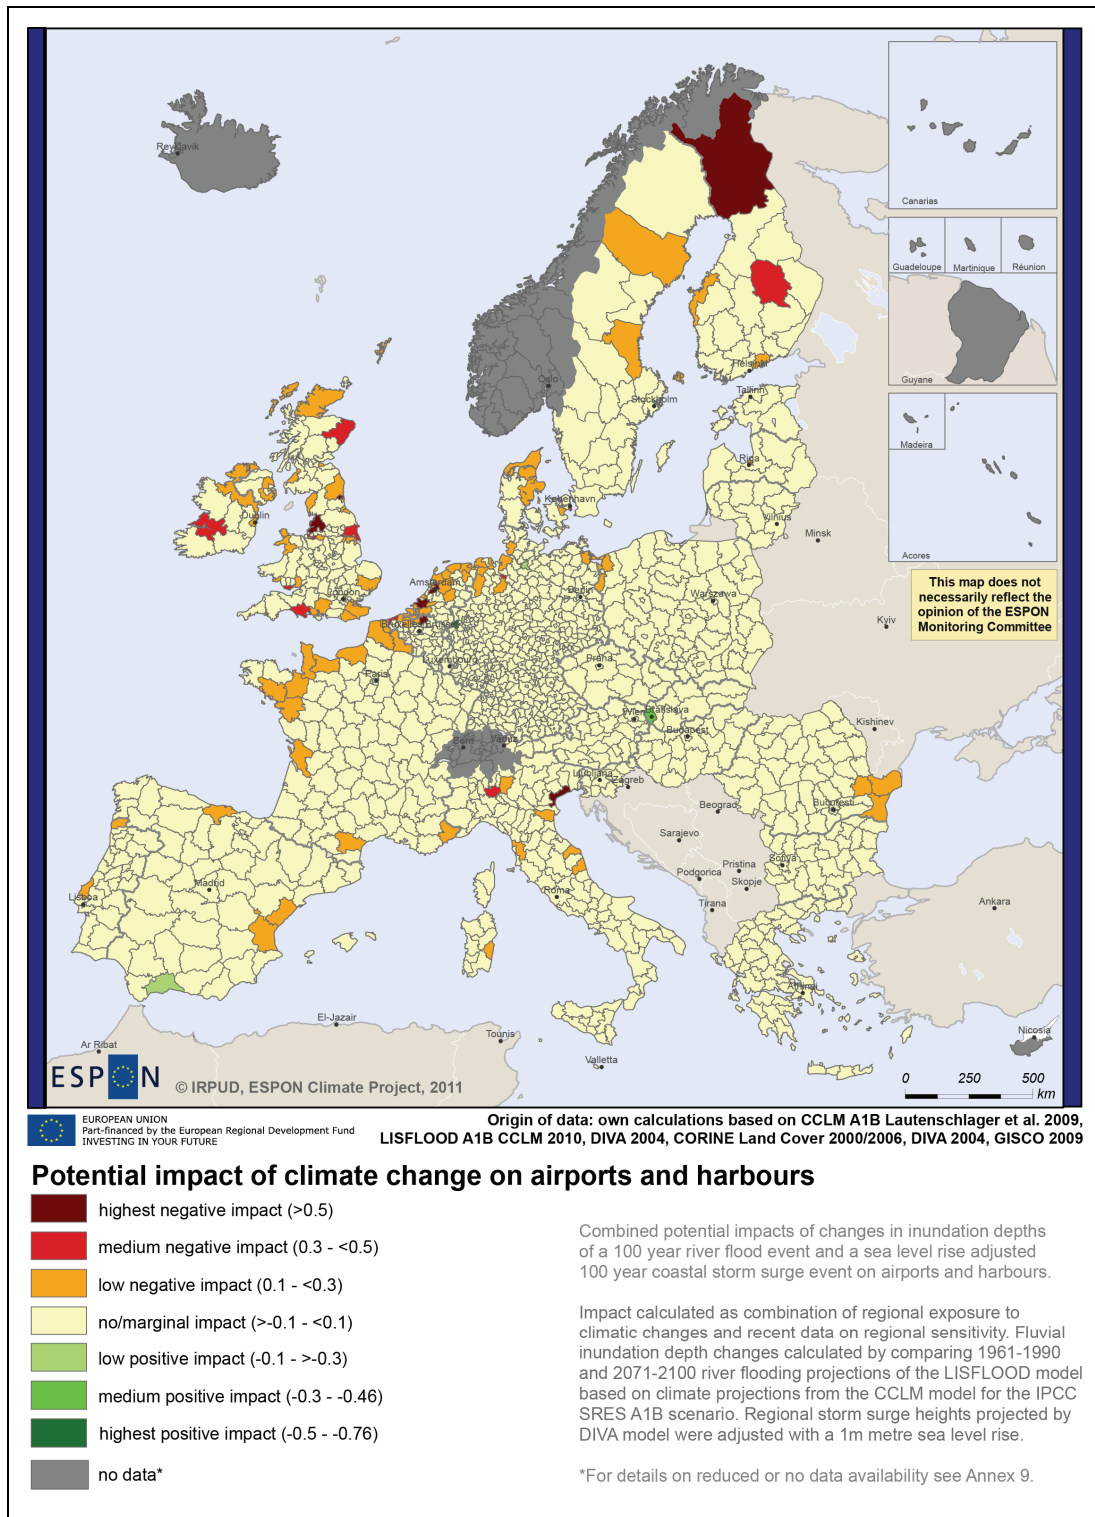 Reykjavik
Canarias
Guadeloupe
Martinique
Réunion
Guyane
Madeira
Acores
Oslo
Helsinki
Tallinn
Stockholm
Riga
København
Vilnius
Minsk
Dublin
London
Amsterdam
Berlin
Warszawa
Kyiv
This map does not
necessarily reflect the
opinion of the ESPON
Monitoring Committee
Bruxelles/Brussel
Luxembourg
Praha
Paris
Wien
Bratislava
Budapest
Kishinev
Bern
Vaduz
Ljubljana
Zagreb
Bucuresti
Beograd
Sarajevo
Sofiya
Pristina
Podgorica
Skopje
Tirana
Madrid
Lisboa
Roma
Ankara
Athinai
El-Jazair
Tounis
Ar Ribat
Valletta
Nicosia
ESPON
© IRPUD, ESPON Climate Project, 2011
0 250 500
km
EUROPEAN UNION
Part-financed by the European Regional Development Fund
INVESTING IN YOUR FUTURE
Origin of data: own calculations based on CCLM A1B Lautenschlager et al. 2009,
LISFLOOD A1B CCLM 2010, DIVA 2004, CORINE Land Cover 2000/2006, DIVA 2004, GISCO 2009
Potential impact of climate change on airports and harbours
highest negative impact (>0.5)
medium negative impact (0.3 - <0.5)
low negative impact (0.1 - <0.3)
no/marginal impact (>-0.1 - <0.1)
low positive impact (-0.1 - >-0.3)
medium positive impact (-0.3 - -0.46)
highest positive impact (-0.5 - -0.76)
no data*
Combined potential impacts of changes in inundation depths
of a 100 year river flood event and a sea level rise adjusted
100 year coastal storm surge event on airports and harbours.
Impact calculated as combination of regional exposure to
climatic changes and recent data on regional sensitivity. Fluvial
inundation depth changes calculated by comparing 1961-1990
and 2071-2100 river flooding projections of the LISFLOOD model
based on climate projections from the CCLM model for the IPCC
SRES A1B scenario. Regional storm surge heights projected by
DIVA model were adjusted with a 1m metre sea level rise.
*For details on reduced or no data availability see Annex 9.